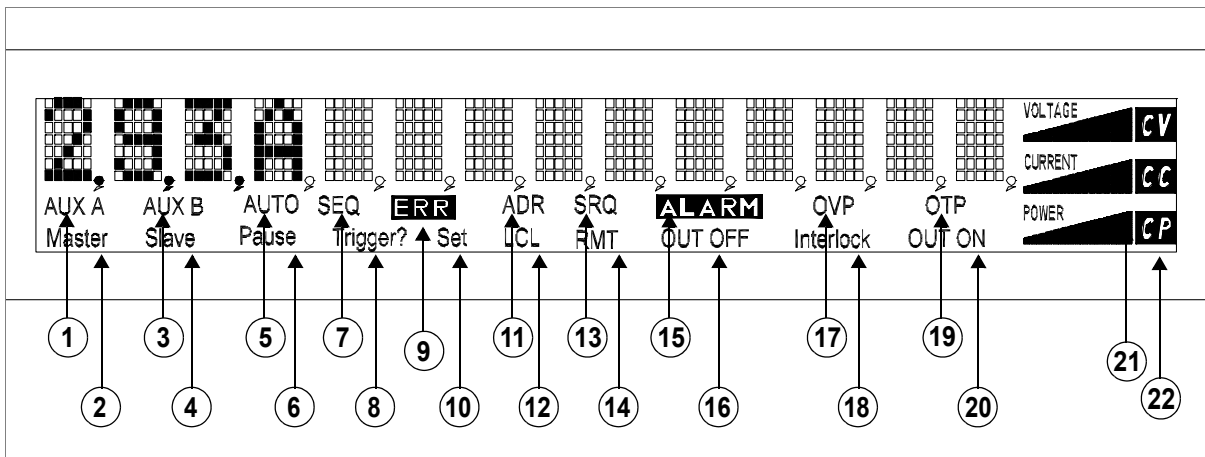 293A
VOLTAGE CV
CURRENT CC
POWER CP
AUX A AUX B AUTO SEQ ERR ADR SRQ ALARM OVP OTP
Master Slave Pause Trigger? Set LCL RMT OUT OFF Interlock OUT ON
1 3 5 7 9 11 13 15 17 19 21
2 4 6 8 10 12 14 16 18 20 22